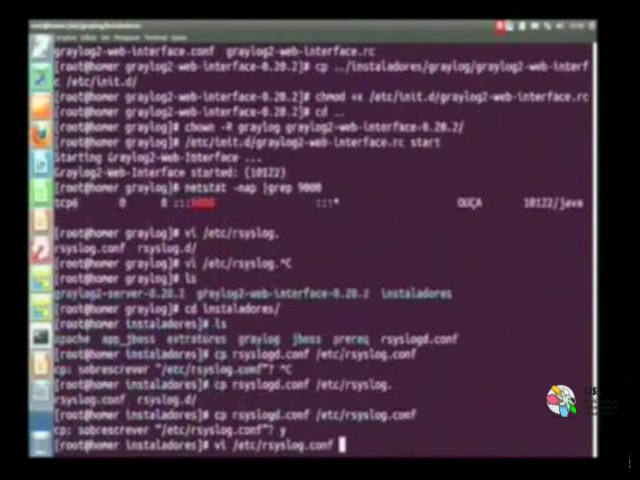 graylog2-web-interface.conf  graylog2-web-interface.rc
[root@homer graylog2-web-interface-0.20.2]# cp ../instaladores/graylog/graylog2-web-interf
c /etc/init.d/
[root@homer graylog2-web-interface-0.20.2]# chmod +x /etc/init.d/graylog2-web-interface.rc
[root@homer graylog2-web-interface-0.20.2]# cd ..
[root@homer graylog]# chown -R graylog graylog2-web-interface-0.20.2/
[root@homer graylog]# /etc/init.d/graylog2-web-interface.rc start
Starting Graylog2-Web-Interface ...
Graylog2-Web-Interface started: (10122)
[root@homer graylog]# netstat -nap |grep 9000
tcp6 0 0 :::9000 :::* OUÇA 10122/java
[root@homer graylog]# vi /etc/rsyslog.
rsyslog.conf  rsyslog.d/
[root@homer graylog]# vi /etc/rsyslog.^C
[root@homer graylog]# ls
graylog2-server-0.20.2  graylog2-web-interface-0.20.2  instaladores
[root@homer graylog]# cd instaladores/
[root@homer instaladores]# ls
apache  app_jboss  extratores  graylog  jboss  prereq  rsyslogd.conf
[root@homer instaladores]# cp rsyslogd.conf /etc/rsyslog.conf
cp: sobrescrever "/etc/rsyslog.conf"? ^C
[root@homer instaladores]# cp rsyslogd.conf /etc/rsyslog.
rsyslog.conf  rsyslog.d/
[root@homer instaladores]# cp rsyslogd.conf /etc/rsyslog.conf
cp: sobrescrever "/etc/rsyslog.conf"? y
[root@homer instaladores]# vi /etc/rsyslog.conf